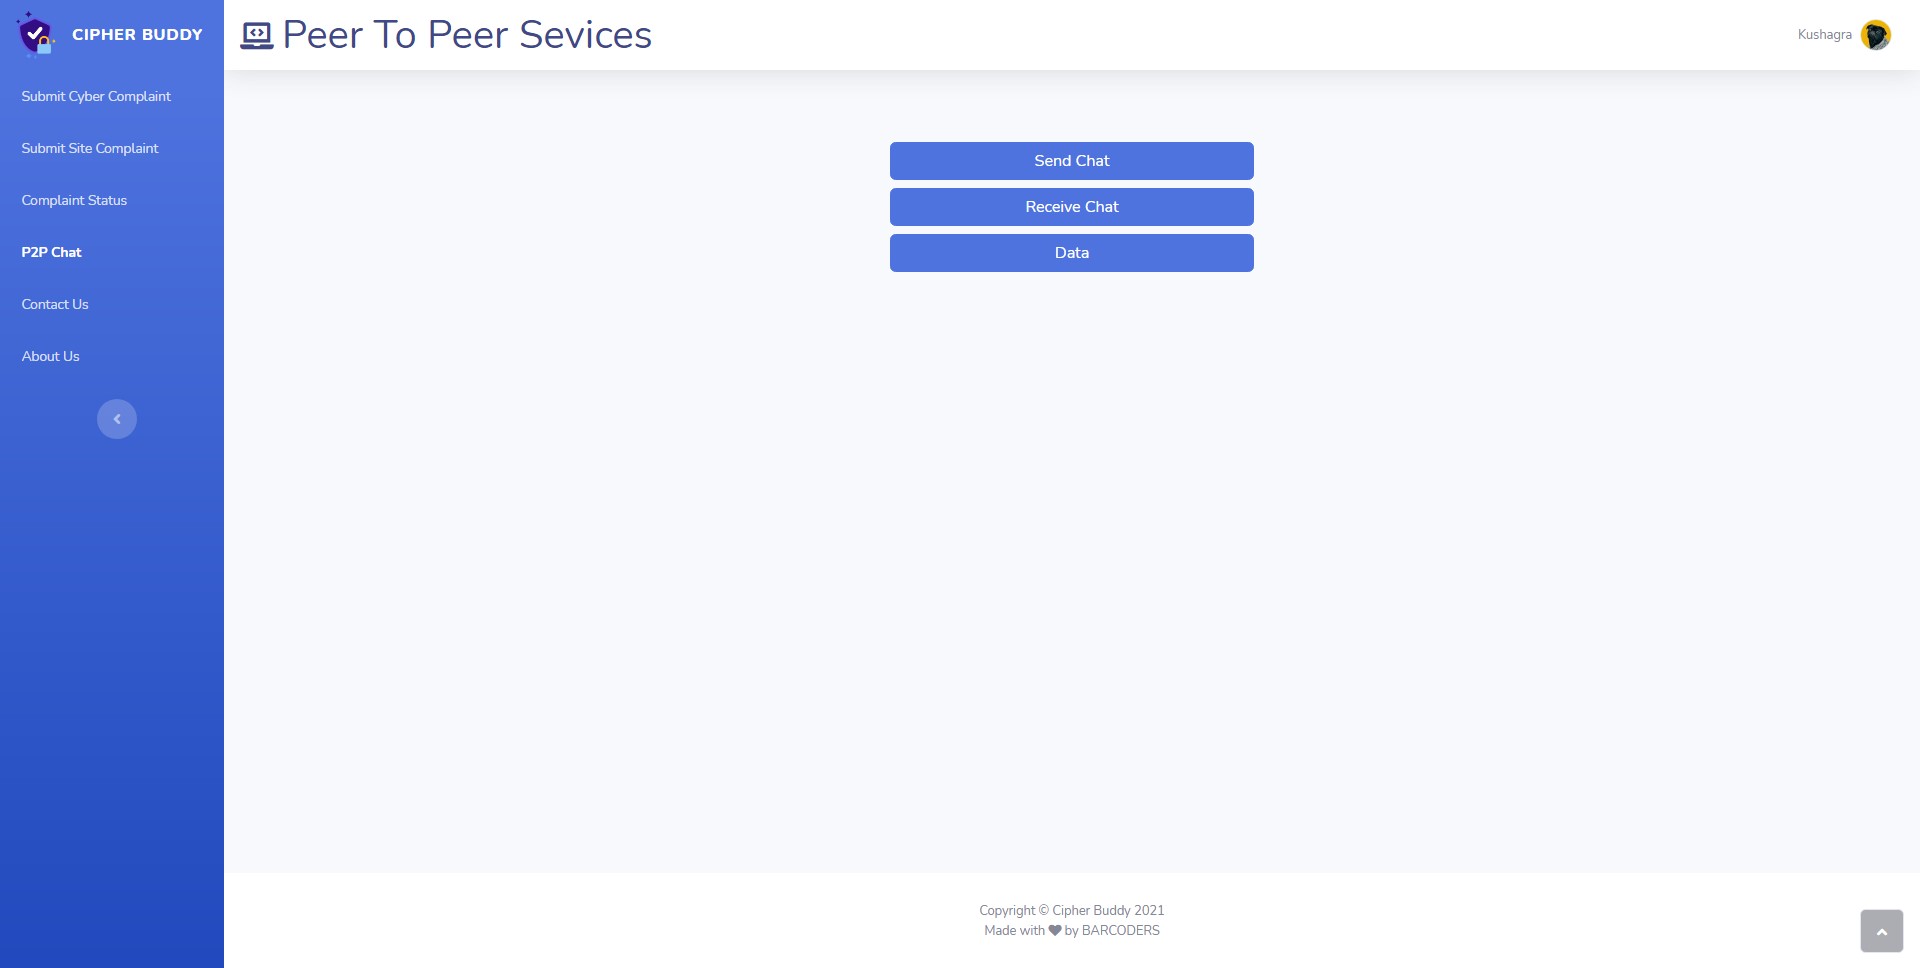 CIPHER BUDDY
Submit Cyber Complaint
Submit Site Complaint
Complaint Status
P2P Chat
Contact Us
About Us
Peer To Peer Sevices
Kushagra
Send Chat
Receive Chat
Data
Copyright © Cipher Buddy 2021
Made with ♥ by BARCODERS